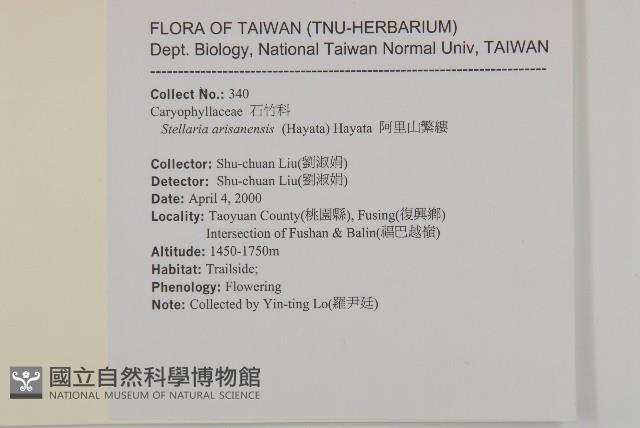 FLORA OF TAIWAN (TNU-HERBARIUM)
Dept. Biology, National Taiwan Normal Univ, TAIWAN
--------------------------------------------------------------------------------
Collect No.: 340
Caryophyllaceae 石竹科
Stellaria arisanensis (Hayata) Hayata 阿里山繁縷
Collector: Shu-chuan Liu(劉淑娟)
Detector: Shu-chuan Liu(劉淑娟)
Date: April 4, 2000
Locality: Taoyuan County(桃園縣), Fusing(復興鄉)
Intersection of Fushan & Balin(福巴越嶺)
Altitude: 1450-1750m
Habitat: Trailside;
Phenology: Flowering
Note: Collected by Yin-ting Lo(羅尹廷)
國立自然科學博物館
NATIONAL MUSEUM OF NATURAL SCIENCE